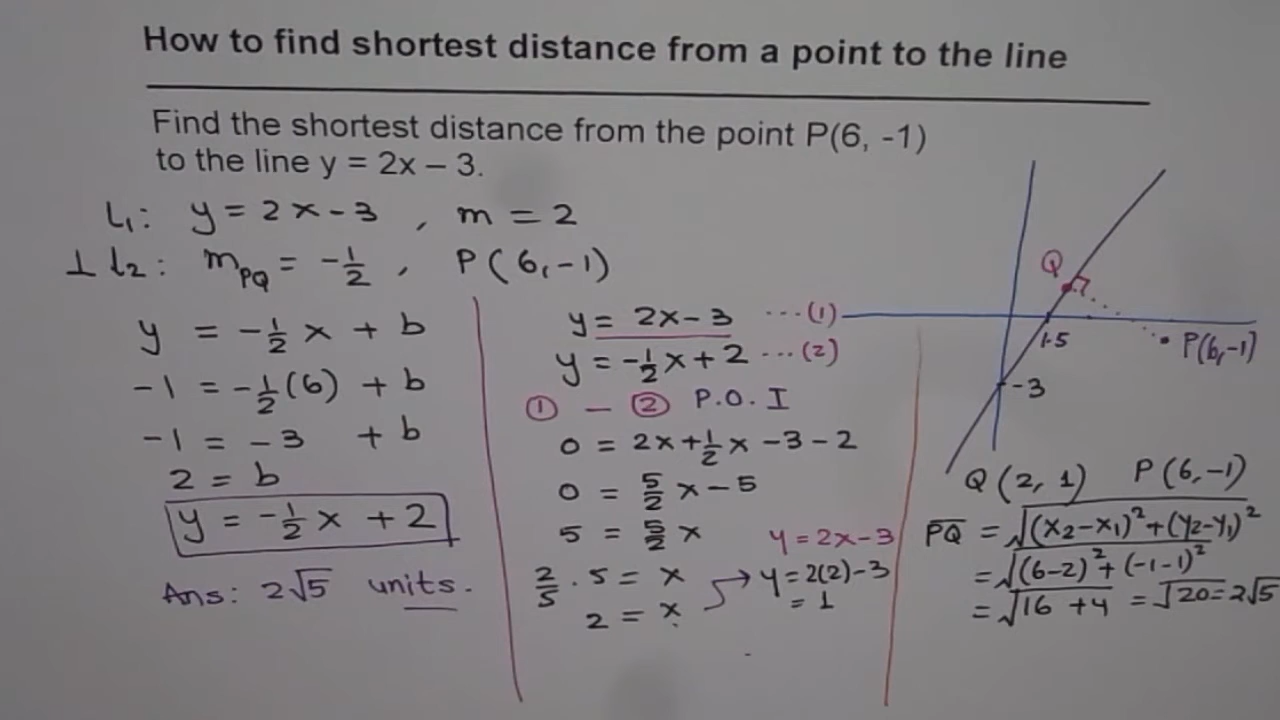 How to find shortest distance from a point to the line
Find the shortest distance from the point P(6, -1)
to the line y = 2x – 3.
L₁: y = 2x-3 , m = 2
⊥ l₂: m_PQ = -1/2 , P(6,-1)
y = -1/2 x + b
-1 = -1/2 (6) + b
-1 = -3 + b
2 = b
y = -1/2 x + 2
Ans: 2√5 units.
y = 2x-3 ...(1)
y = -1/2 x + 2 ...(2)
① - ② P.O.I
0 = 2x + 1/2 x - 3 - 2
0 = 5/2 x - 5
5 = 5/2 x
2/5 . 5 = x
2 = x
y = 2x-3
→ y = 2(2)-3
= 1
Q
1.5
P(6,-1)
-3
Q(2, 1) P(6,-1)
PQ = √(x₂-x₁)²+(y₂-y₁)²
= √(6-2)²+(-1-1)²
= √16+4 = √20 = 2√5